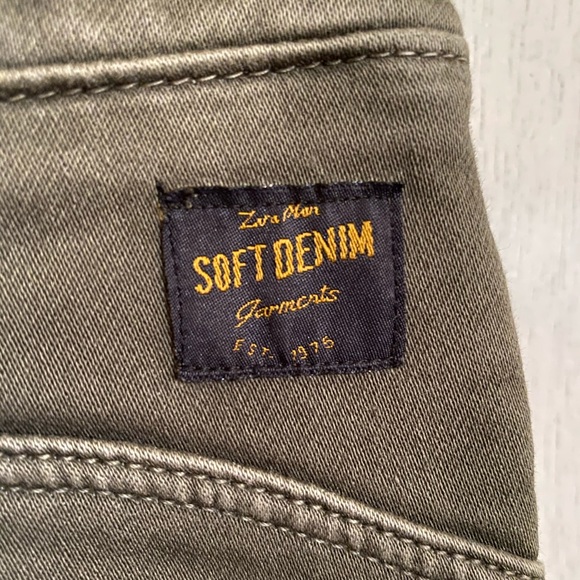 Zara Man
SOFT DENIM
garments
EST. 1975